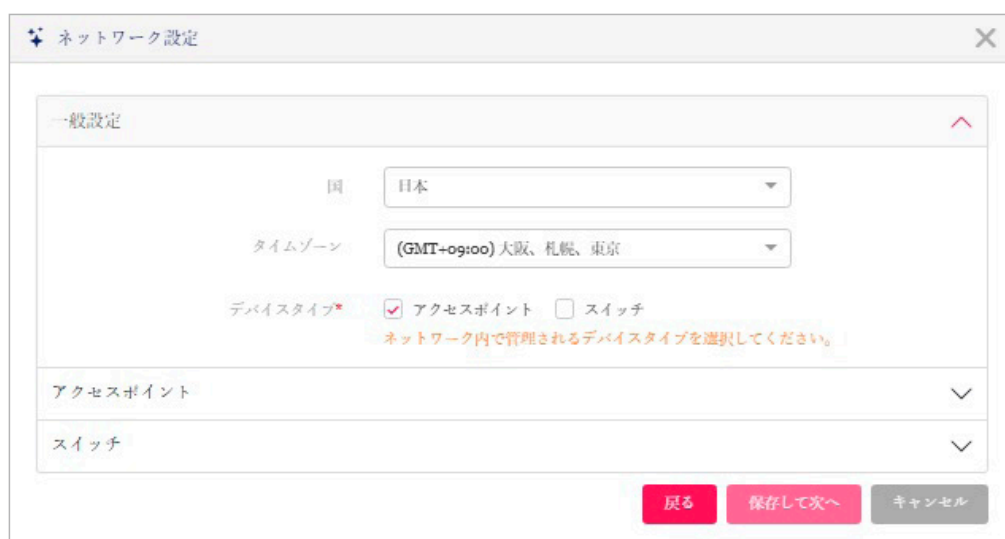 ネットワーク設定
一般設定
国 日本
タイムゾーン (GMT+09:00) 大阪、札幌、東京
デバイスタイプ* アクセスポイント スイッチ
ネットワーク内で管理されるデバイスタイプを選択してください。
アクセスポイント
スイッチ
戻る 保存して次へ キャンセル